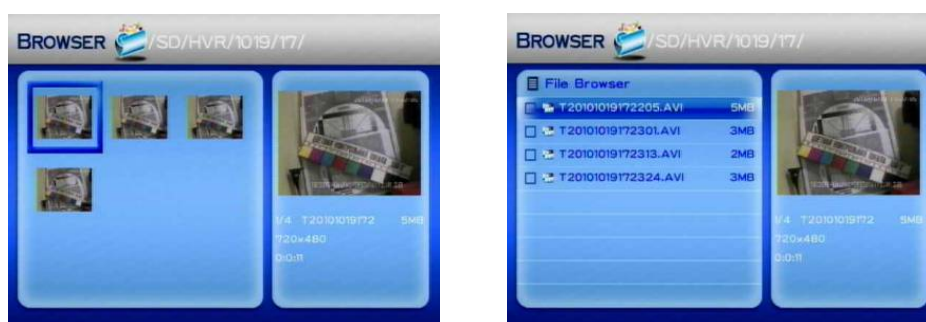 BROWSER /SD/HVR/1019/17/
1/4 T20101019172 5MB
720x480
0:0:11
BROWSER /SD/HVR/1019/17/
File Browser
T20101019172205.AVI 5MB
T20101019172301.AVI 3MB
T20101019172313.AVI 2MB
T20101019172324.AVI 3MB
1/4 T20101019172 5MB
720x480
0:0:11